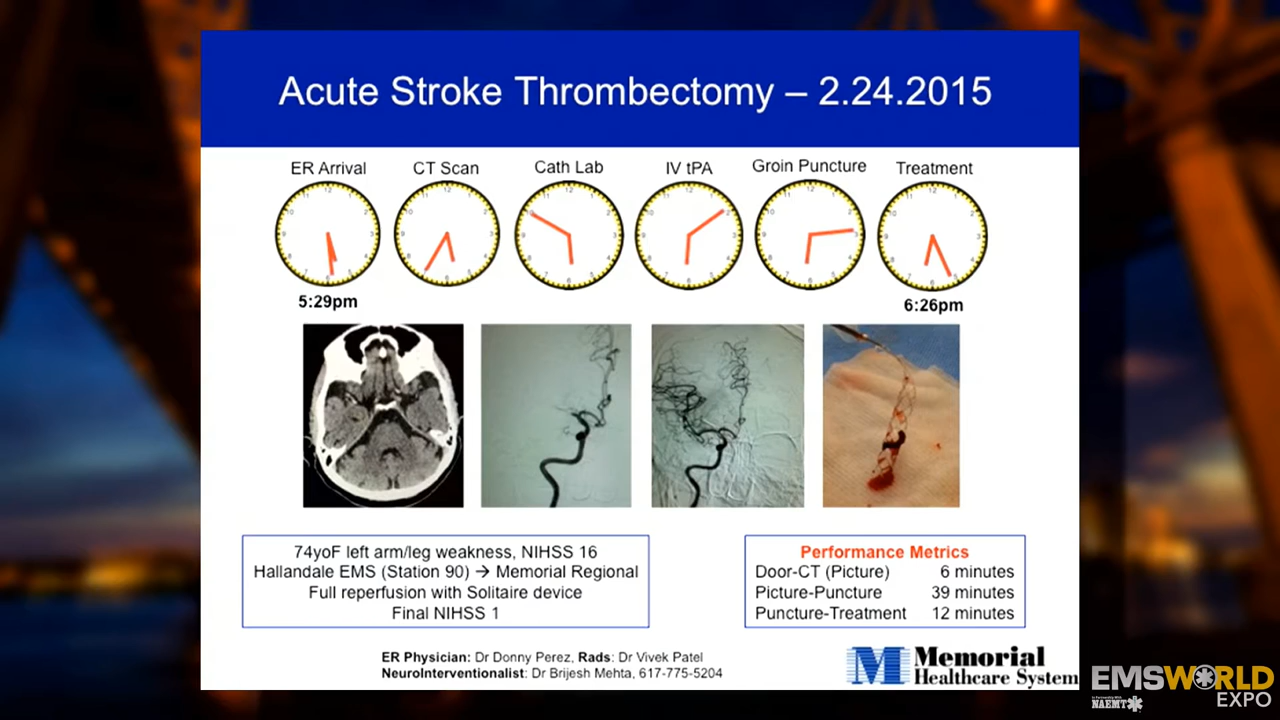 Acute Stroke Thrombectomy – 2.24.2015
ER Arrival
CT Scan
Cath Lab
IV tPA
Groin Puncture
Treatment
5:29pm
6:26pm
74yoF left arm/leg weakness, NIHSS 16
Hallandale EMS (Station 90) → Memorial Regional
Full reperfusion with Solitaire device
Final NIHSS 1
Performance Metrics
Door-CT (Picture) 6 minutes
Picture-Puncture 39 minutes
Puncture-Treatment 12 minutes
ER Physician: Dr Donny Perez, Rads: Dr Vivek Patel
NeuroInterventionalist: Dr Brijesh Mehta, 617-775-5204
M Memorial
Healthcare System
EMSWORLD
EXPO
In Partnership With
NAEMT